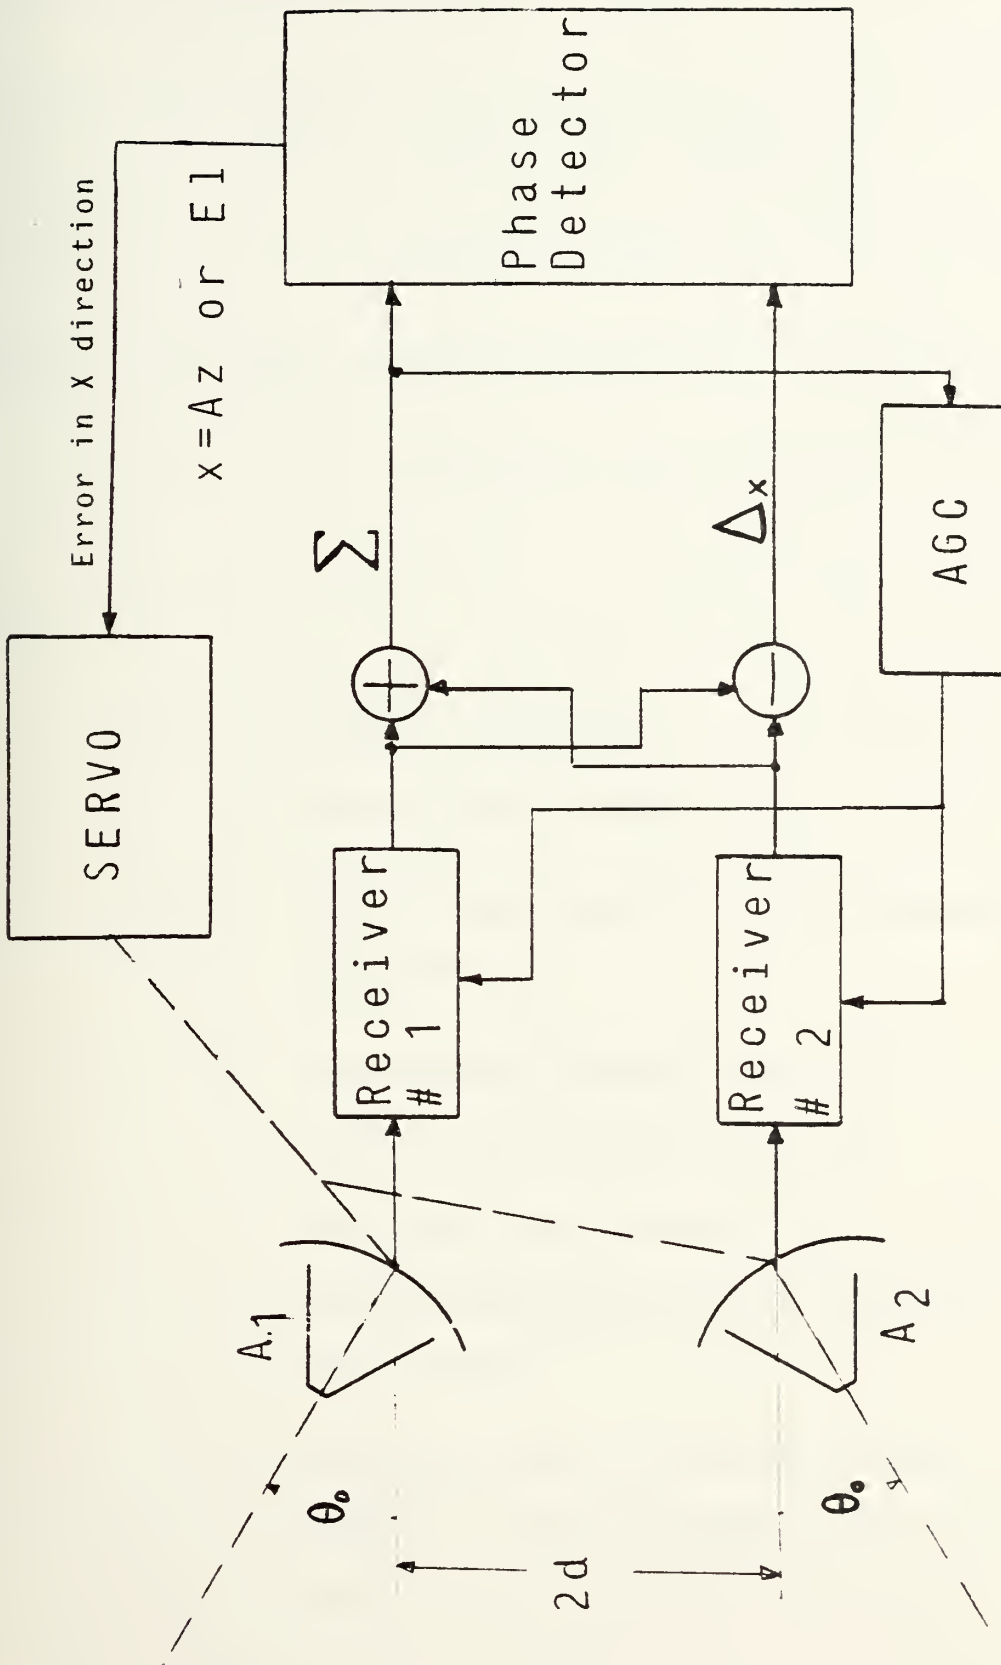 SERVO
Error in X direction
x=Az or El
A1
θ₀
Receiver
# 1
Σ
Phase
Detector
2d
θ₀
A2
Receiver
# 2
Δx
AGC